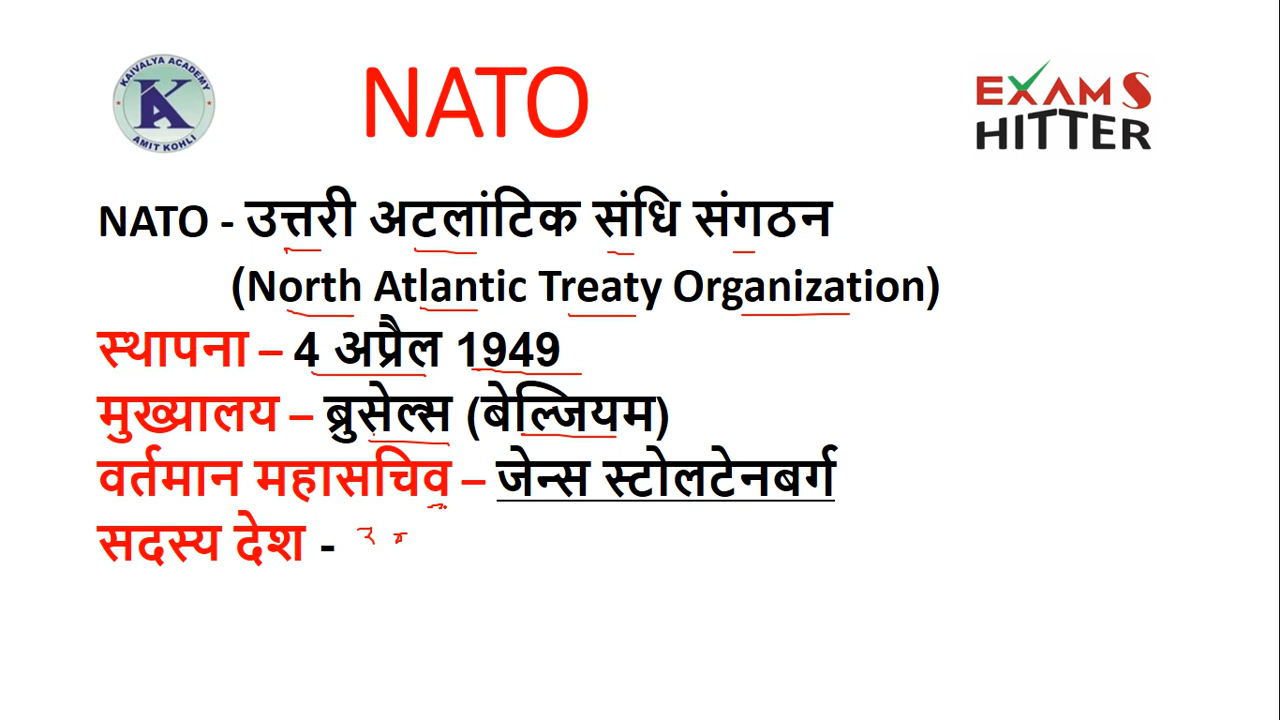 KAIVALYA ACADEMY
KA
AMIT KOHLI
NATO
EXAMS
HITTER
NATO - उत्तरी अटलांटिक संधि संगठन
(North Atlantic Treaty Organization)
स्थापना – 4 अप्रैल 1949
मुख्यालय – ब्रुसेल्स (बेल्जियम)
वर्तमान महासचिव – जेन्स स्टोलटेनबर्ग
सदस्य देश -